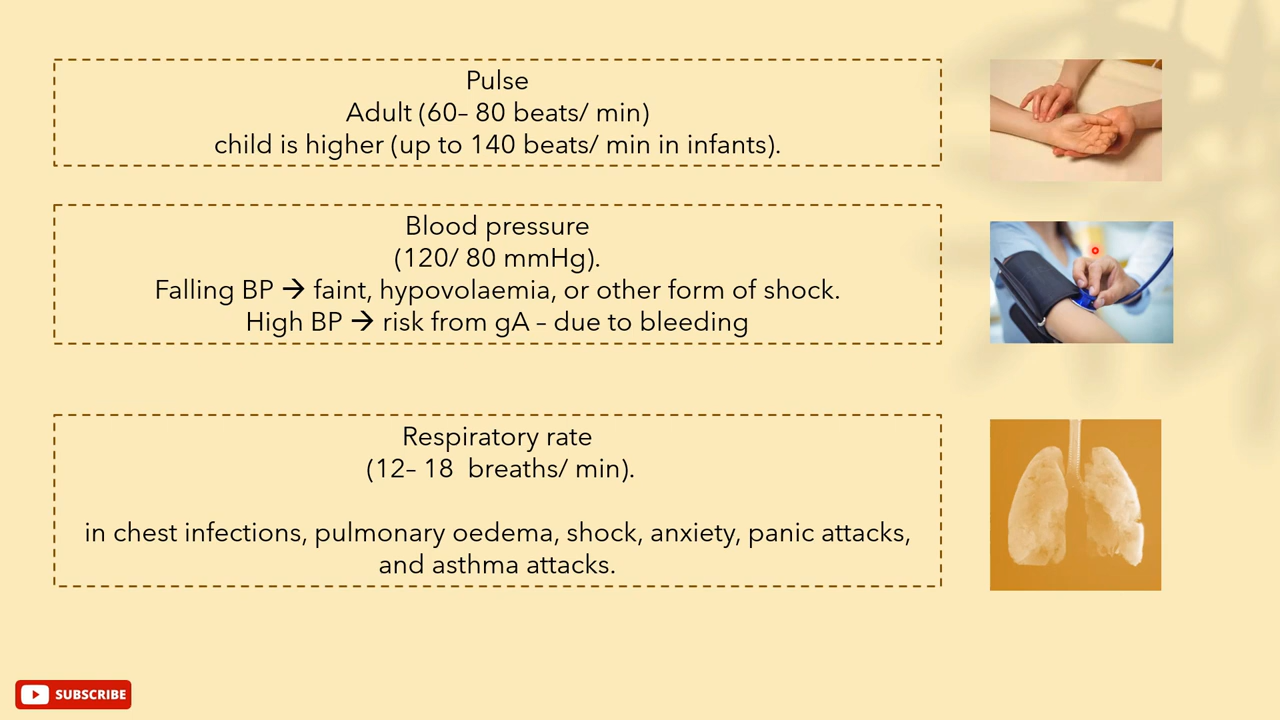 Pulse
Adult (60– 80 beats/ min)
child is higher (up to 140 beats/ min in infants).
Blood pressure
(120/ 80 mmHg).
Falling BP → faint, hypovolaemia, or other form of shock.
High BP → risk from gA – due to bleeding
Respiratory rate
(12– 18  breaths/ min).
in chest infections, pulmonary oedema, shock, anxiety, panic attacks,
and asthma attacks.
SUBSCRIBE